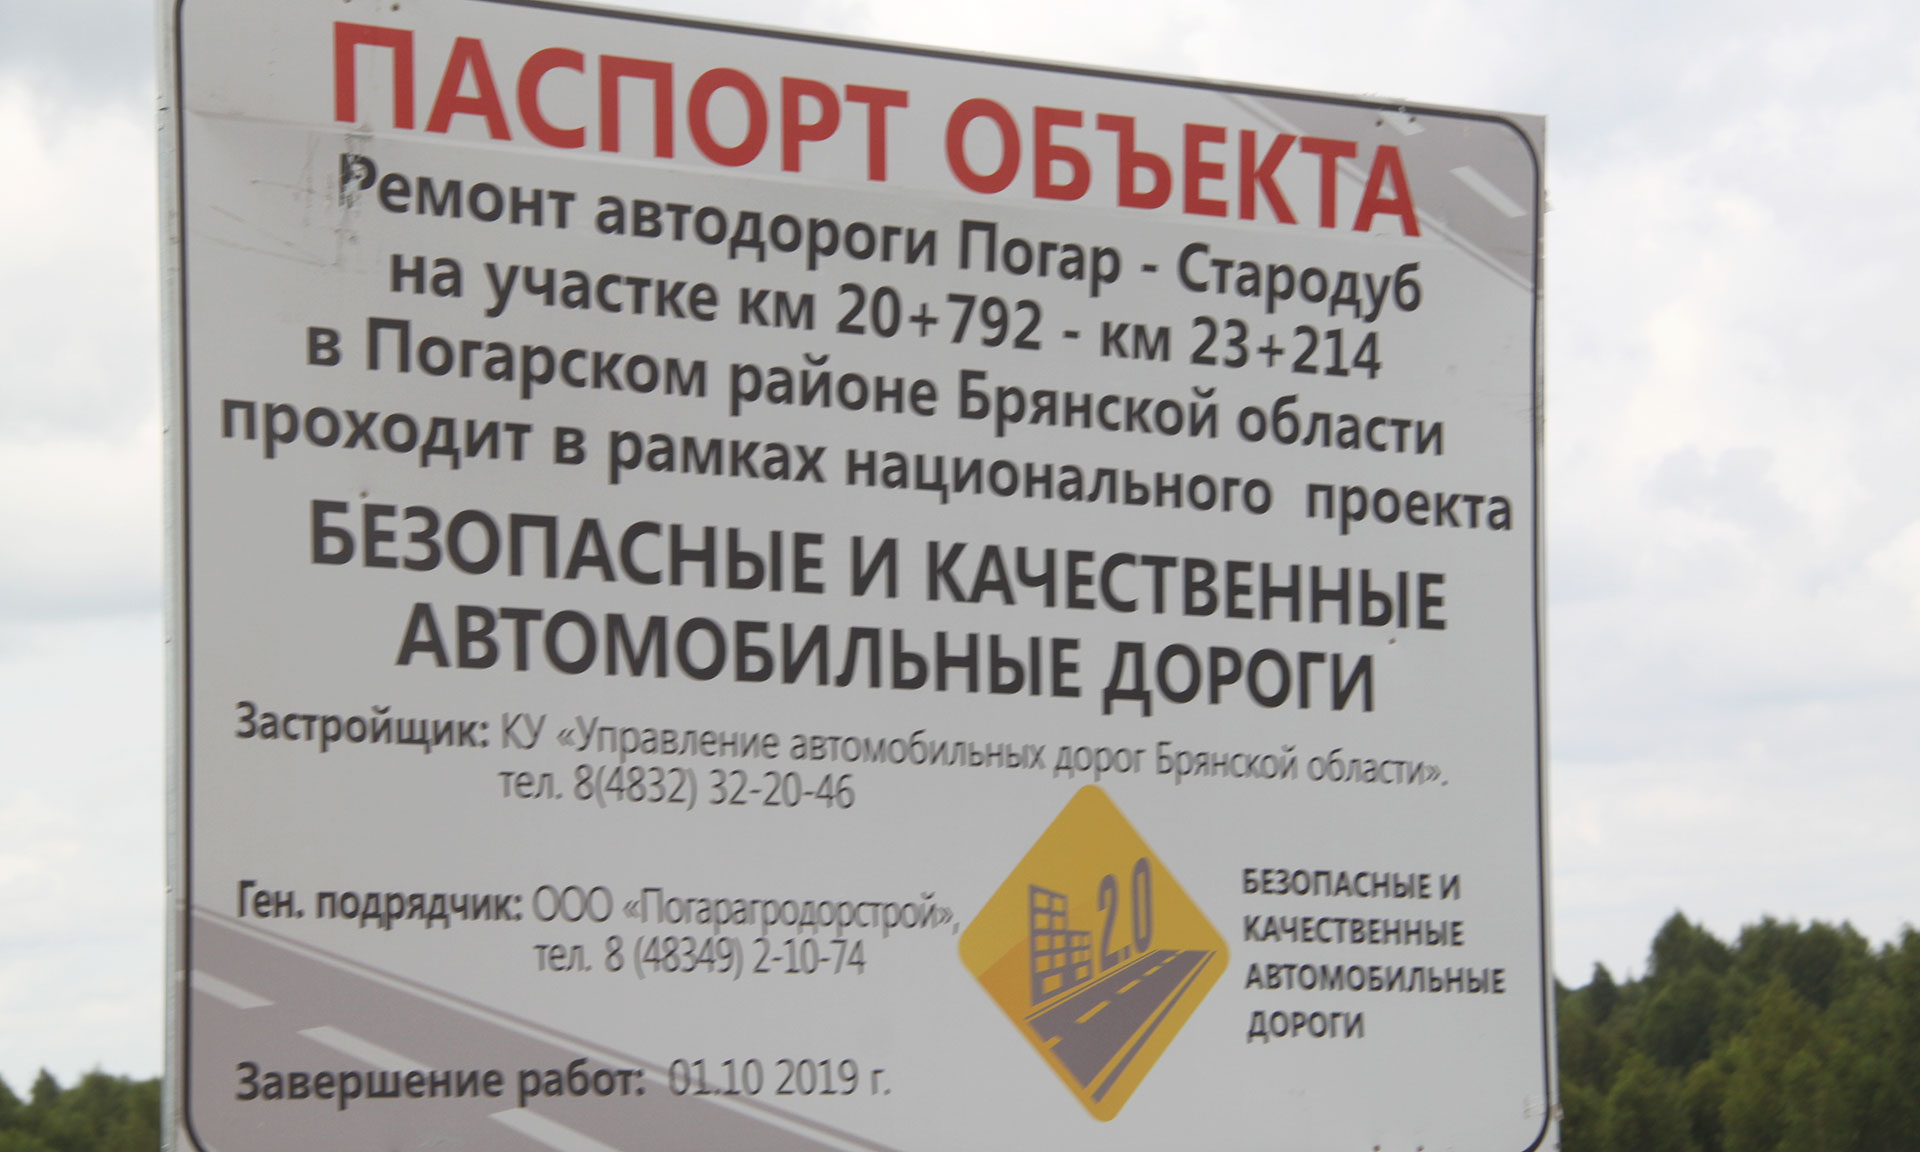 ПАСПОРТ ОБЪЕКТА
Ремонт автодороги Погар - Стародуб
на участке км 20+792 - км 23+214
в Погарском районе Брянской области
проходит в рамках национального проекта
БЕЗОПАСНЫЕ И КАЧЕСТВЕННЫЕ
АВТОМОБИЛЬНЫЕ ДОРОГИ
Застройщик: КУ «Управление автомобильных дорог Брянской области».
тел. 8(4832) 32-20-46
Ген. подрядчик: ООО «Погарагродорстрой»,
тел. 8 (48349) 2-10-74
2.0
БЕЗОПАСНЫЕ И
КАЧЕСТВЕННЫЕ
АВТОМОБИЛЬНЫЕ
ДОРОГИ
Завершение работ: 01.10 2019 г.